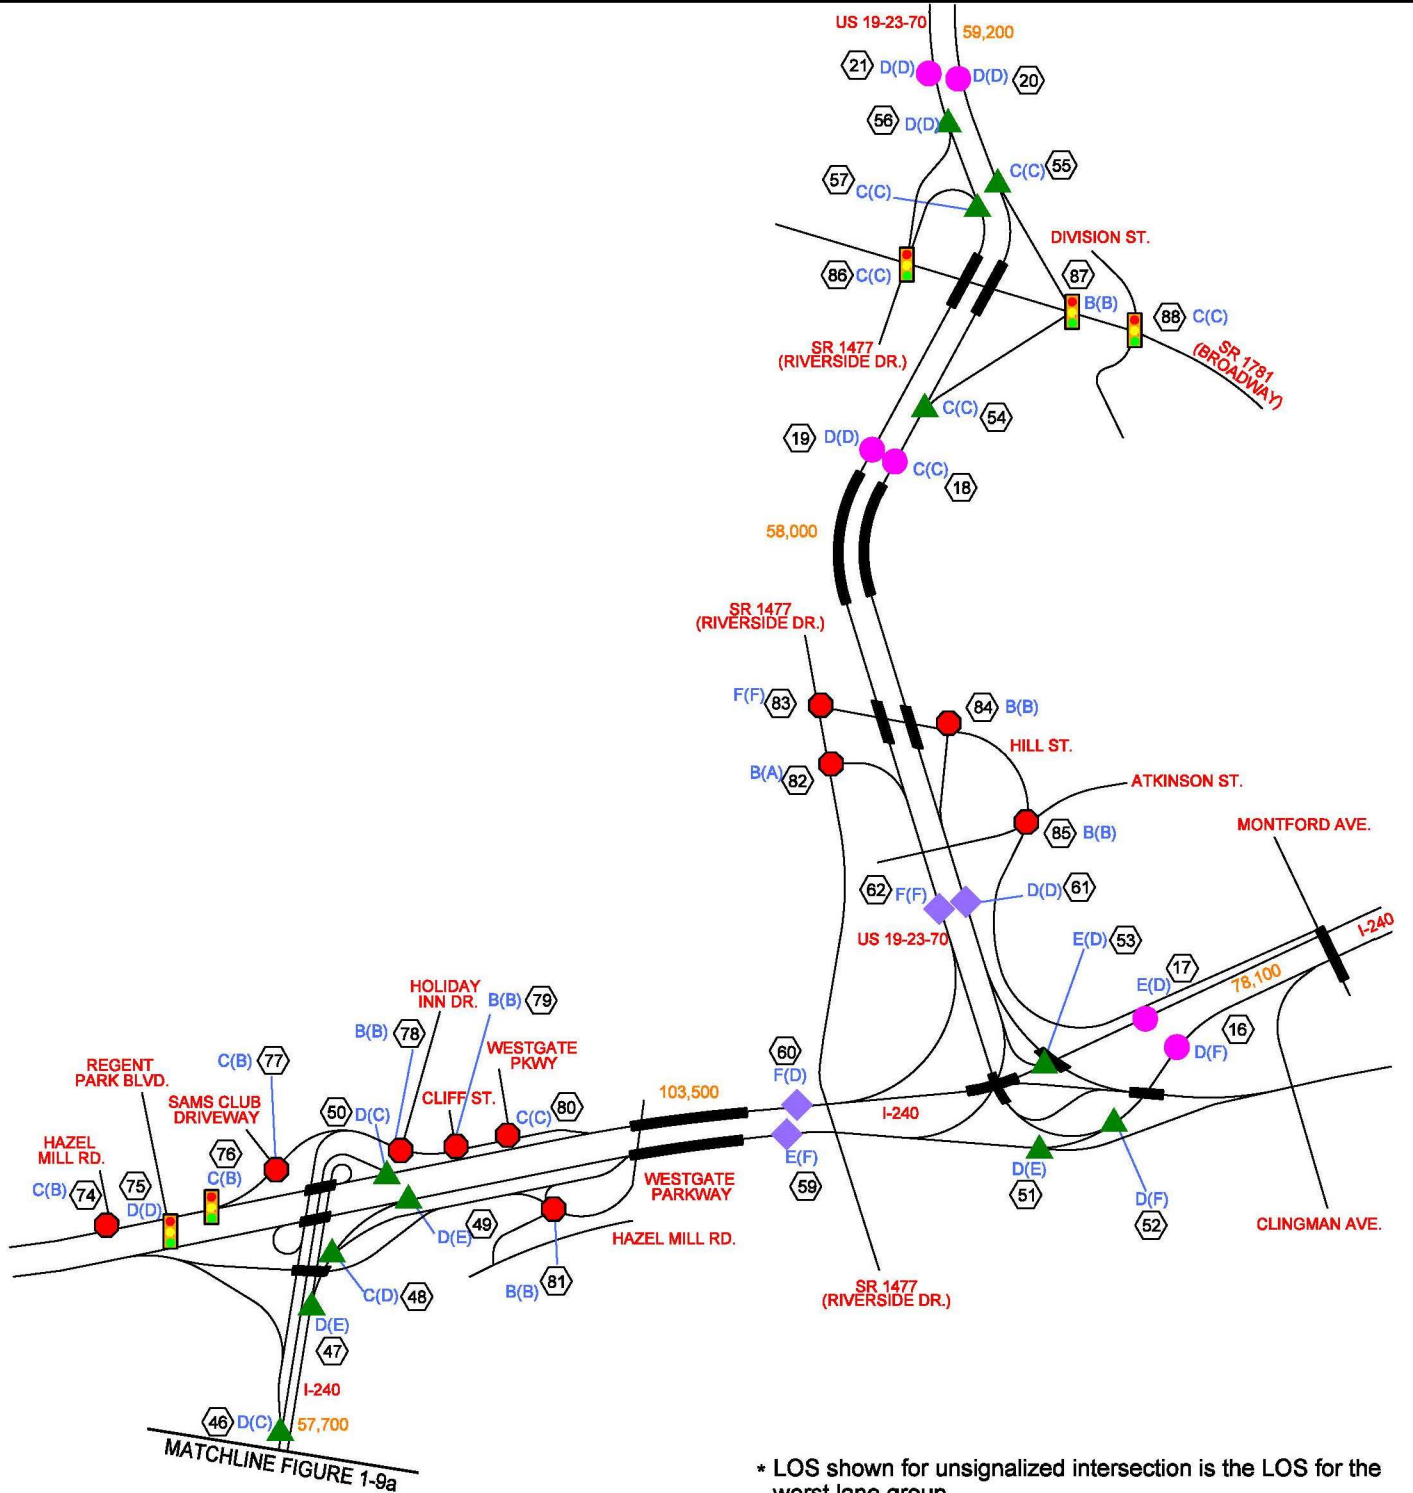 US 19-23-70
59,200
21 D(D)
D(D) 20
56 D(D)
C(C) 55
57 C(C)
DIVISION ST.
86 C(C)
87
B(B)
88 C(C)
SR 1477
(RIVERSIDE DR.)
SR 1781
(BROADWAY)
C(C) 54
19 D(D)
C(C)
18
58,000
SR 1477
(RIVERSIDE DR.)
F(F) 83
84 B(B)
HILL ST.
B(A) 82
ATKINSON ST.
85 B(B)
MONTFORD AVE.
62 F(F)
D(D) 61
US 19-23-70
E(D) 53
I-240
17
E(D)
78,100
16
D(F)
HOLIDAY
INN DR.
B(B) 79
B(B) 78
WESTGATE
PKWY
C(B) 77
REGENT
PARK BLVD.
SAMS CLUB
DRIVEWAY
50 D(C)
CLIFF ST.
C(C) 80
103,500
60
F(D)
I-240
HAZEL
MILL RD.
76
C(B)
C(B) 74
75
D(D)
E(F)
59
WESTGATE
PARKWAY
D(E)
51
D(F)
52
D(E) 49
HAZEL MILL RD.
CLINGMAN AVE.
B(B) 81
C(D) 48
SR 1477
(RIVERSIDE DR.)
D(E)
47
I-240
46 D(C)
57,700
MATCHLINE FIGURE 1-9a
* LOS shown for unsignalized intersection is the LOS for the
worst lane group